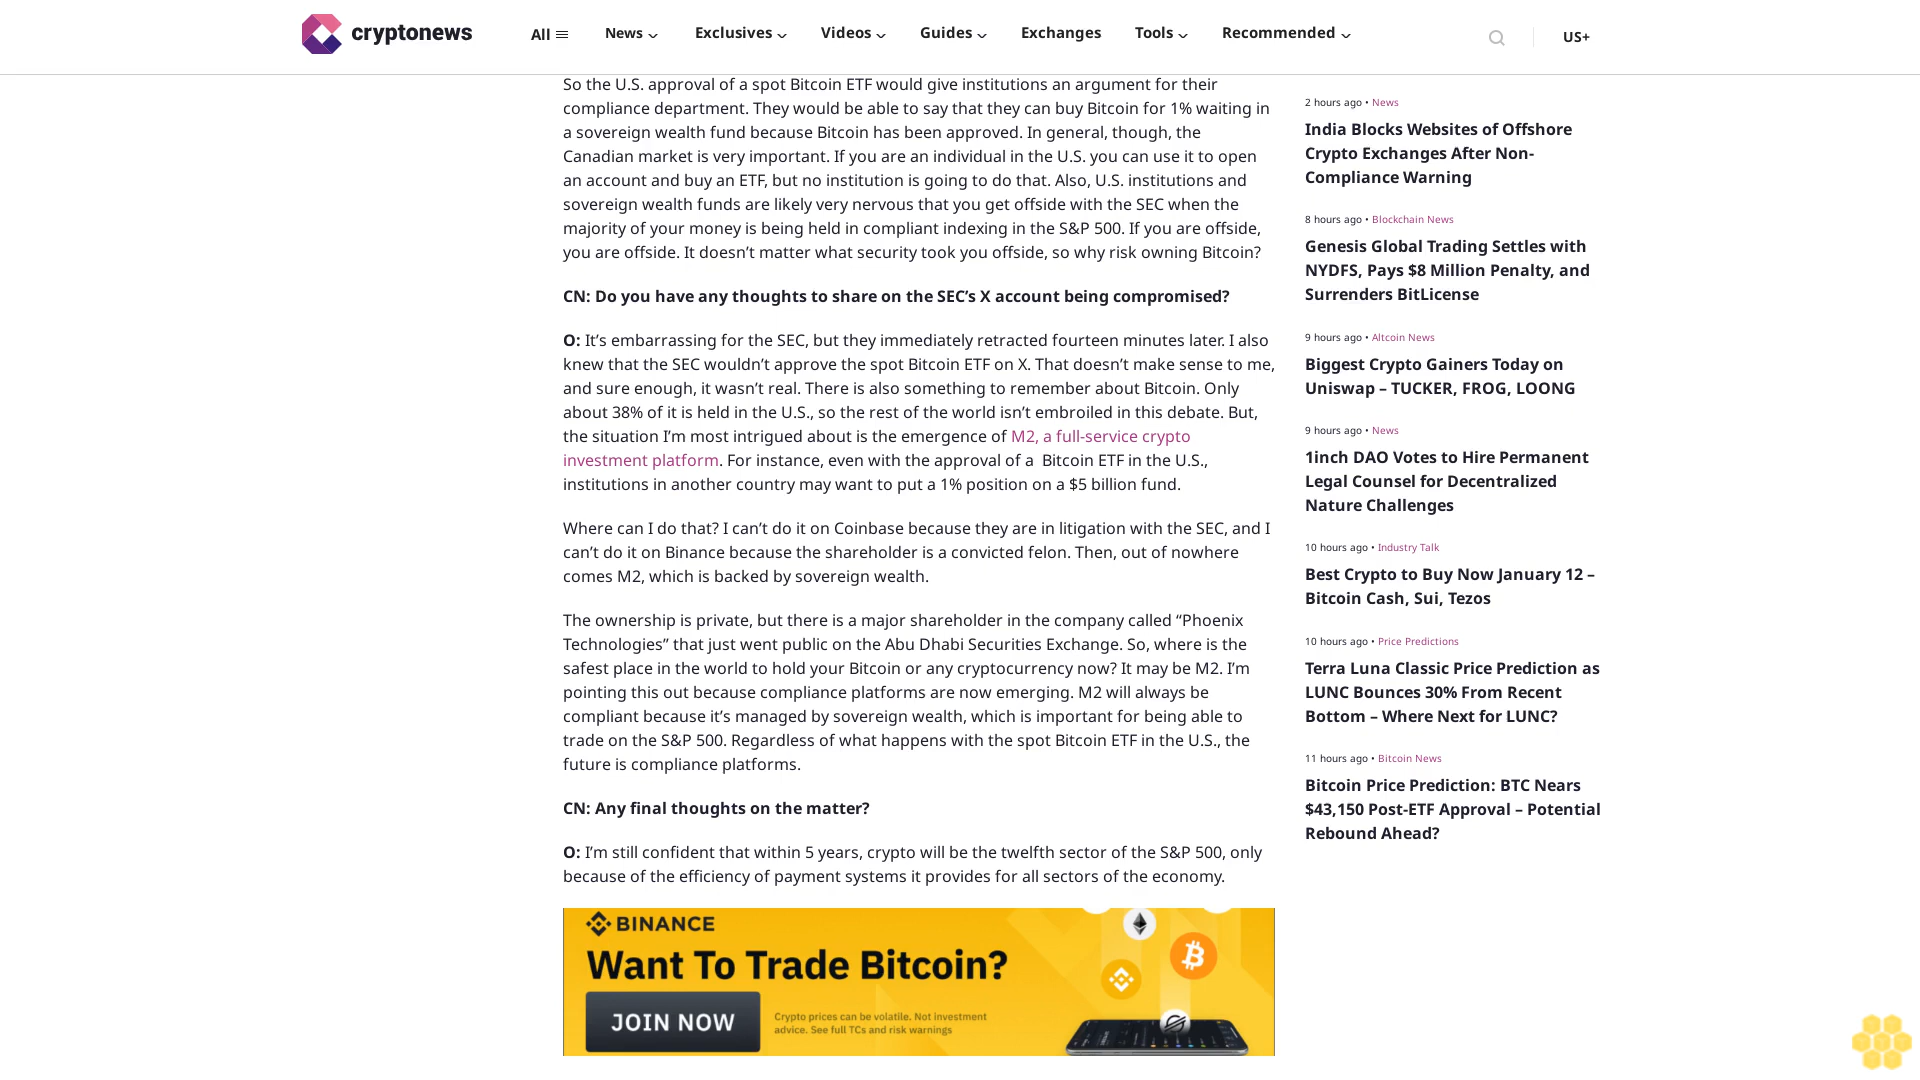 cryptonews
All
News
Exclusives
Videos
Guides
Exchanges
Tools
Recommended
US+
So the U.S. approval of a spot Bitcoin ETF would give institutions an argument for their
compliance department. They would be able to say that they can buy Bitcoin for 1% waiting in
a sovereign wealth fund because Bitcoin has been approved. In general, though, the
Canadian market is very important. If you are an individual in the U.S. you can use it to open
an account and buy an ETF, but no institution is going to do that. Also, U.S. institutions and
sovereign wealth funds are likely very nervous that you get offside with the SEC when the
majority of your money is being held in compliant indexing in the S&P 500. If you are offside,
you are offside. It doesn’t matter what security took you offside, so why risk owning Bitcoin?
CN: Do you have any thoughts to share on the SEC’s X account being compromised?
O: It’s embarrassing for the SEC, but they immediately retracted fourteen minutes later. I also
knew that the SEC wouldn’t approve the spot Bitcoin ETF on X. That doesn’t make sense to me,
and sure enough, it wasn’t real. There is also something to remember about Bitcoin. Only
about 38% of it is held in the U.S., so the rest of the world isn’t embroiled in this debate. But,
the situation I’m most intrigued about is the emergence of M2, a full-service crypto
investment platform. For instance, even with the approval of a  Bitcoin ETF in the U.S.,
institutions in another country may want to put a 1% position on a $5 billion fund.
Where can I do that? I can’t do it on Coinbase because they are in litigation with the SEC, and I
can’t do it on Binance because the shareholder is a convicted felon. Then, out of nowhere
comes M2, which is backed by sovereign wealth.
The ownership is private, but there is a major shareholder in the company called “Phoenix
Technologies” that just went public on the Abu Dhabi Securities Exchange. So, where is the
safest place in the world to hold your Bitcoin or any cryptocurrency now? It may be M2. I’m
pointing this out because compliance platforms are now emerging. M2 will always be
compliant because it’s managed by sovereign wealth, which is important for being able to
trade on the S&P 500. Regardless of what happens with the spot Bitcoin ETF in the U.S., the
future is compliance platforms.
CN: Any final thoughts on the matter?
O: I’m still confident that within 5 years, crypto will be the twelfth sector of the S&P 500, only
because of the efficiency of payment systems it provides for all sectors of the economy.
BINANCE
Want To Trade Bitcoin?
JOIN NOW
Crypto prices can be volatile. Not investment
advice. See full TCs and risk warnings
2 hours ago • News
India Blocks Websites of Offshore
Crypto Exchanges After Non-
Compliance Warning
8 hours ago • Blockchain News
Genesis Global Trading Settles with
NYDFS, Pays $8 Million Penalty, and
Surrenders BitLicense
9 hours ago • Altcoin News
Biggest Crypto Gainers Today on
Uniswap – TUCKER, FROG, LOONG
9 hours ago • News
1inch DAO Votes to Hire Permanent
Legal Counsel for Decentralized
Nature Challenges
10 hours ago • Industry Talk
Best Crypto to Buy Now January 12 –
Bitcoin Cash, Sui, Tezos
10 hours ago • Price Predictions
Terra Luna Classic Price Prediction as
LUNC Bounces 30% From Recent
Bottom – Where Next for LUNC?
11 hours ago • Bitcoin News
Bitcoin Price Prediction: BTC Nears
$43,150 Post-ETF Approval – Potential
Rebound Ahead?